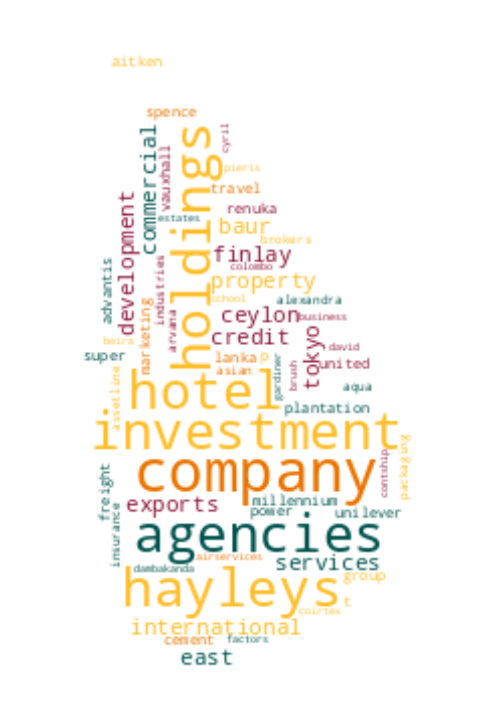 aitken
spence
cyril
commercial
holdings
vauxhall
pieris
travel
development
renuka
estates
baur
brokers
finlay
colombo
advantis
industries
property
school
alexandra
marketing
arvana
ceylon
business
credit
tokyo
beira
super
lanka
p
david
united
asian
gardiner
brush
assetline
hotel
aqua
plantation
investment
packaging
contship
company
freight
exports
millennium
power
unilever
insurance
agencies
airservices
services
dambakanda
hayleys
group
t
coirtex
international
cement
factors
east